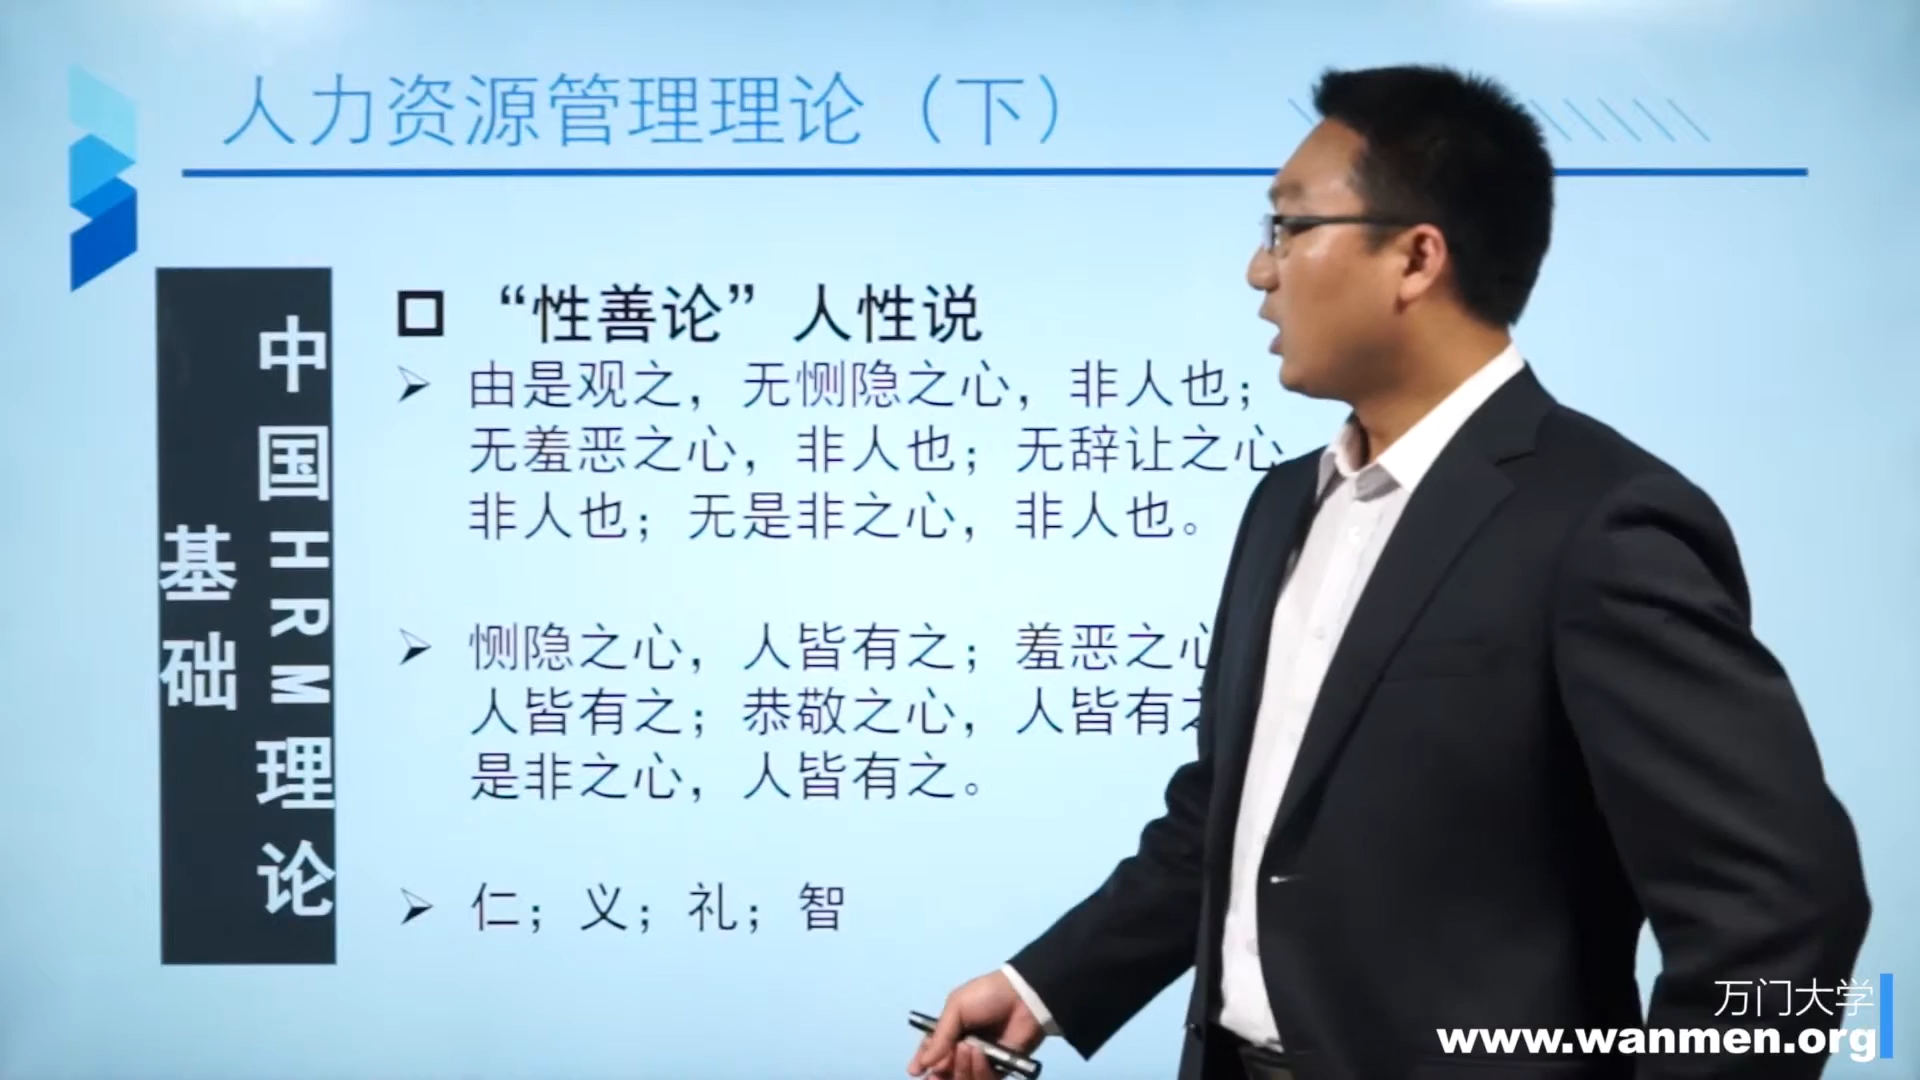 人力资源管理理论（下）
中国HRM理论
基础
“性善论”人性说
由是观之，无恻隐之心，非人也；
无羞恶之心，非人也；无辞让之心
非人也；无是非之心，非人也。
恻隐之心，人皆有之；羞恶之心
人皆有之；恭敬之心，人皆有之
是非之心，人皆有之。
仁；义；礼；智
万门大学
www.wanmen.org